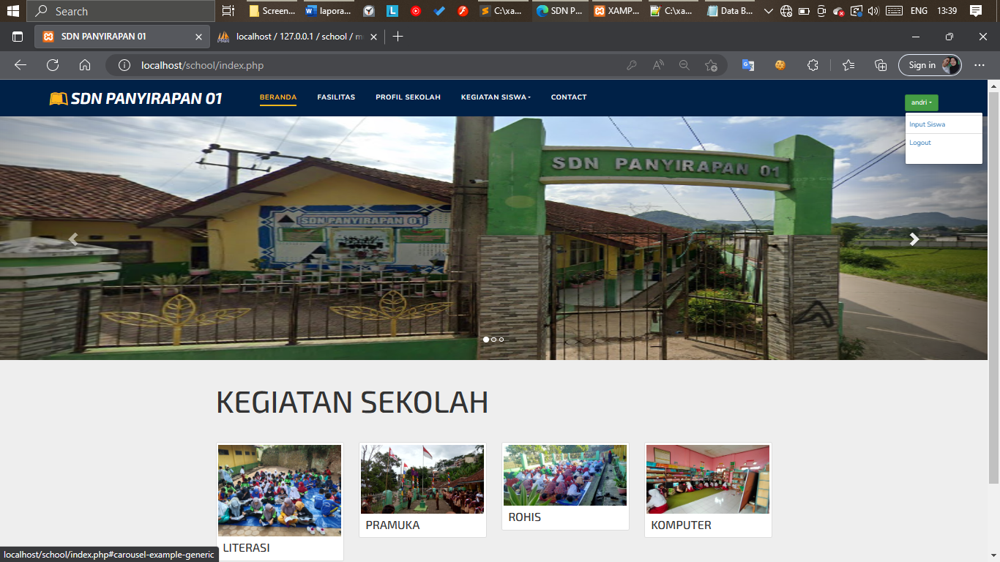 Search
Screen...
lapora...
C:\xa...
SDN P...
XAMP...
C:\xa...
Data B...
ENG
13:39
SDN PANYIRAPAN 01
localhost / 127.0.0.1 / school / m
localhost/school/index.php
Sign in
SDN PANYIRAPAN 01
BERANDA
FASILITAS
PROFIL SEKOLAH
KEGIATAN SISWA
CONTACT
andri
Input Siswa
Logout
SDN PANYIRAPAN 01
SDN PANYIRAPAN 01
KEGIATAN SEKOLAH
LITERASI
PRAMUKA
ROHIS
KOMPUTER
localhost/school/index.php#carousel-example-generic